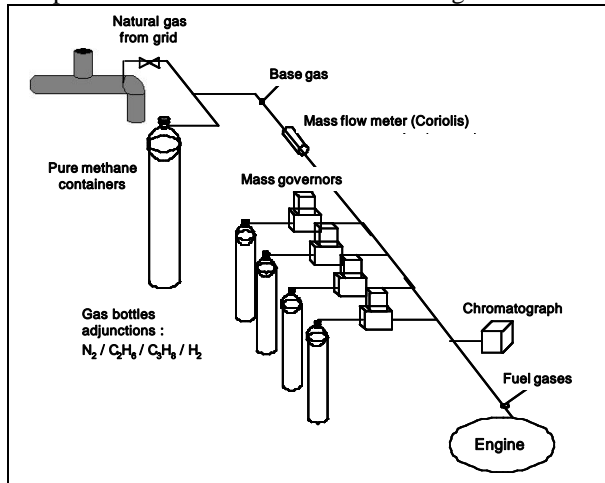 Natural gas
from grid
Base gas
Mass flow meter (Coriolis)
Pure methane
containers
Mass governors
Gas bottles
adjunctions :
N₂ / C₂H₆ / C₃H₈ / H₂
Chromatograph
Fuel gases
Engine